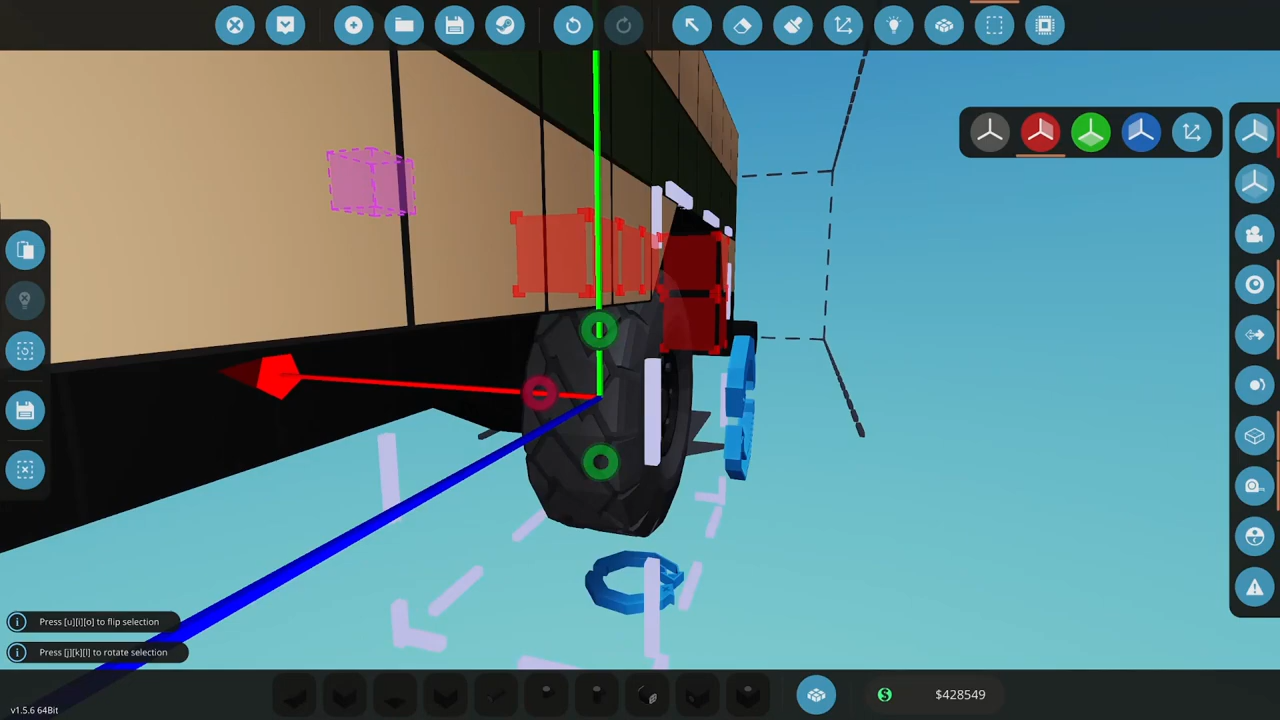 Press [u][i][o] to flip selection
Press [j][k][l] to rotate selection
v1.5.6 64Bit
$
$428549